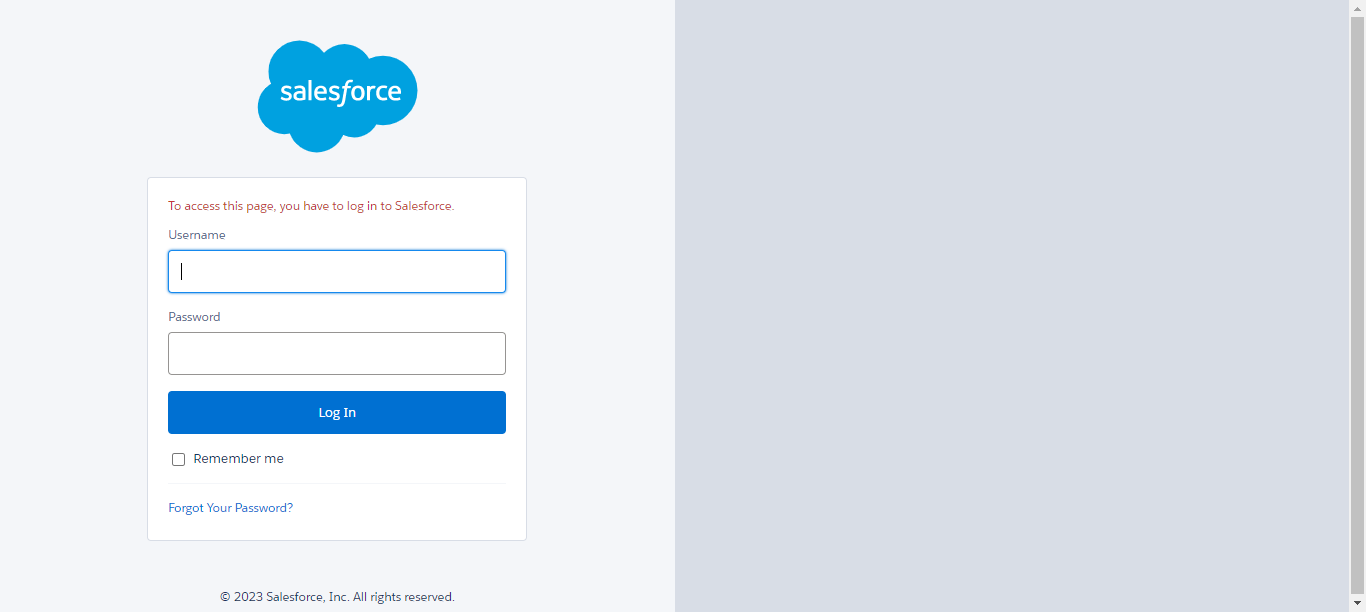 salesforce
To access this page, you have to log in to Salesforce.
Username
Password
Log In
Remember me
Forgot Your Password?
© 2023 Salesforce, Inc. All rights reserved.